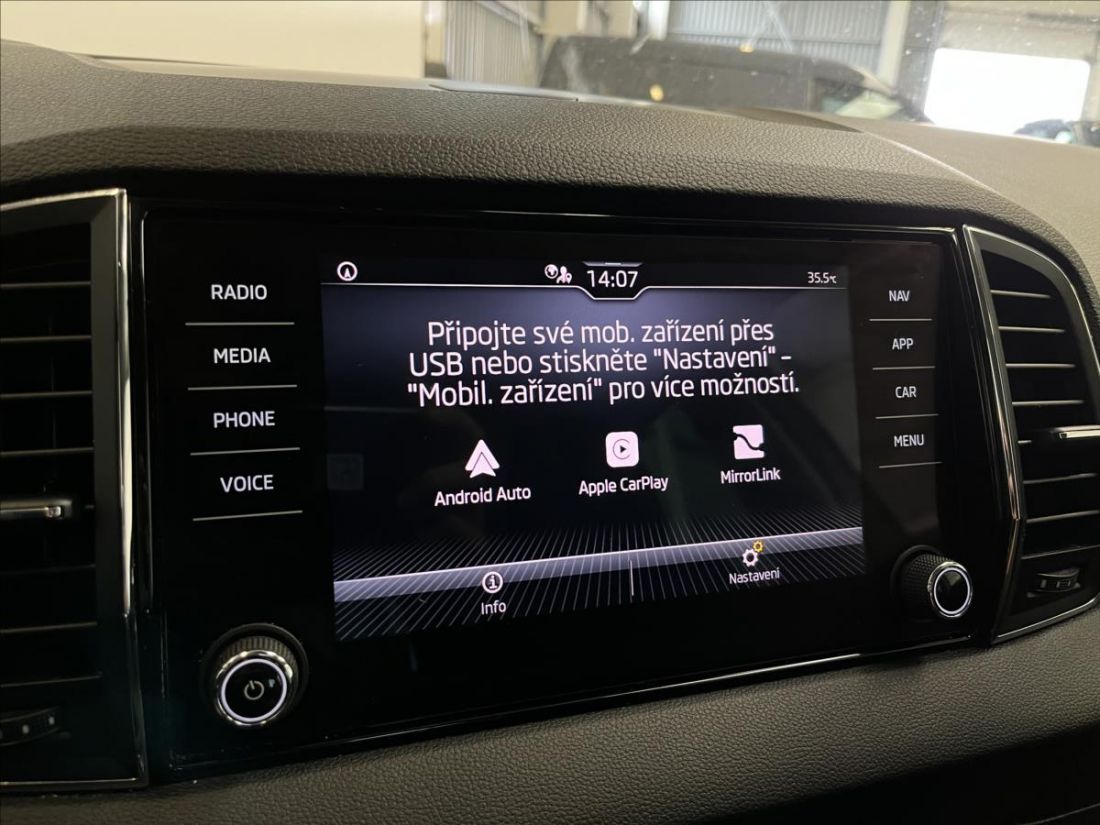 14:07
35.5°C
RADIO
MEDIA
PHONE
VOICE
Připojte své mob. zařízení přes
USB nebo stiskněte "Nastavení" –
"Mobil. zařízení" pro více možností.
Android Auto
Apple CarPlay
MirrorLink
Info
Nastavení
NAV
APP
CAR
MENU